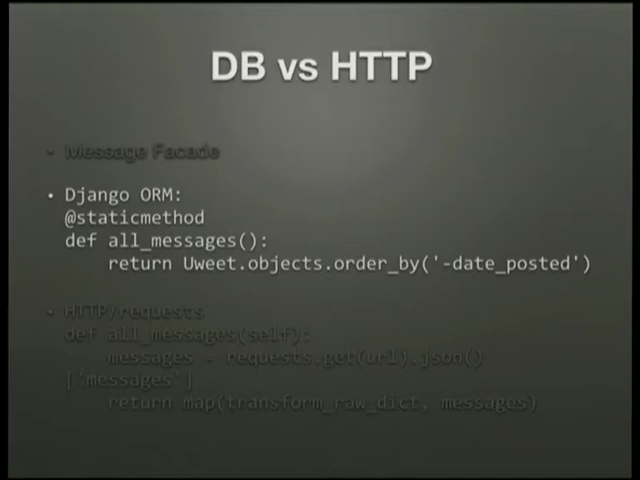 DB vs HTTP
• Message Facade
• Django ORM:
@staticmethod
def all_messages():
return Uweet.objects.order_by('-date_posted')
• HTTP/requests
def all_messages(self):
messages = requests.get(url).json()
['messages']
return map(transform_raw_dict, messages)